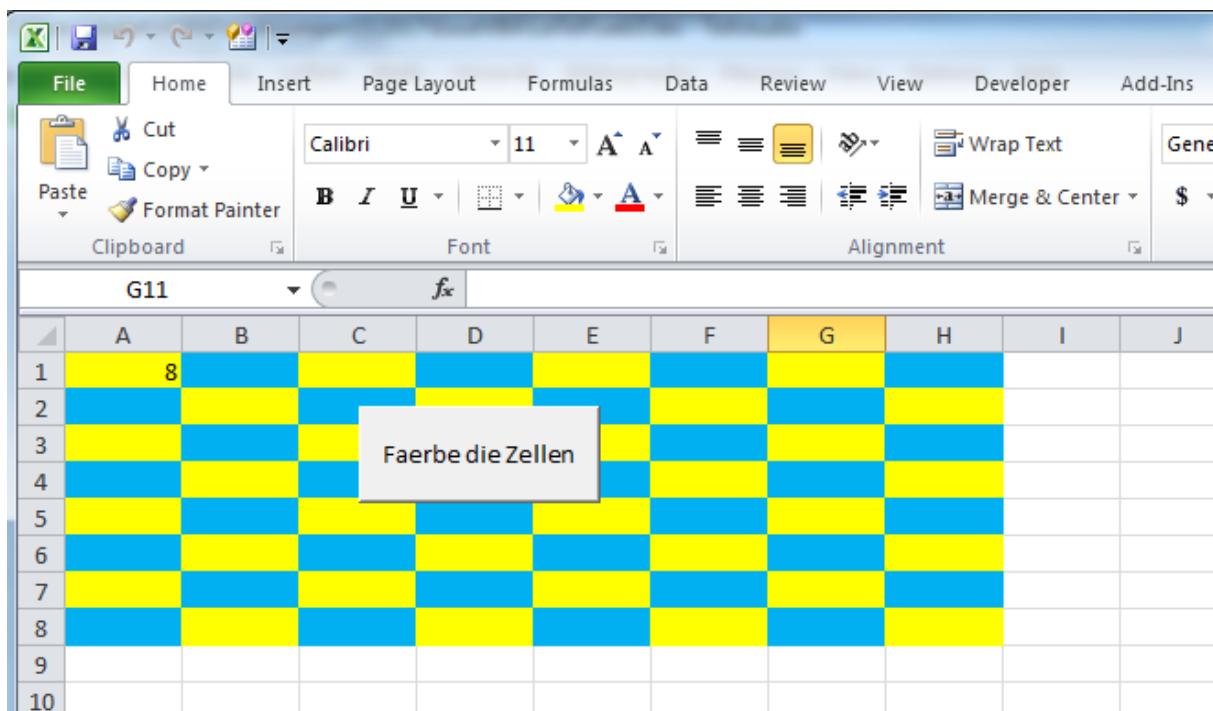 File Home Insert Page Layout Formulas Data Review View Developer Add-Ins
Cut
Copy
Paste
Format Painter
Clipboard
Calibri 11 A A
B I U A
Font
Wrap Text
Merge & Center
Alignment
Gene
$
G11 fx
A B C D E F G H I J
1 8
2
3
Faerbe die Zellen
4
5
6
7
8
9
10